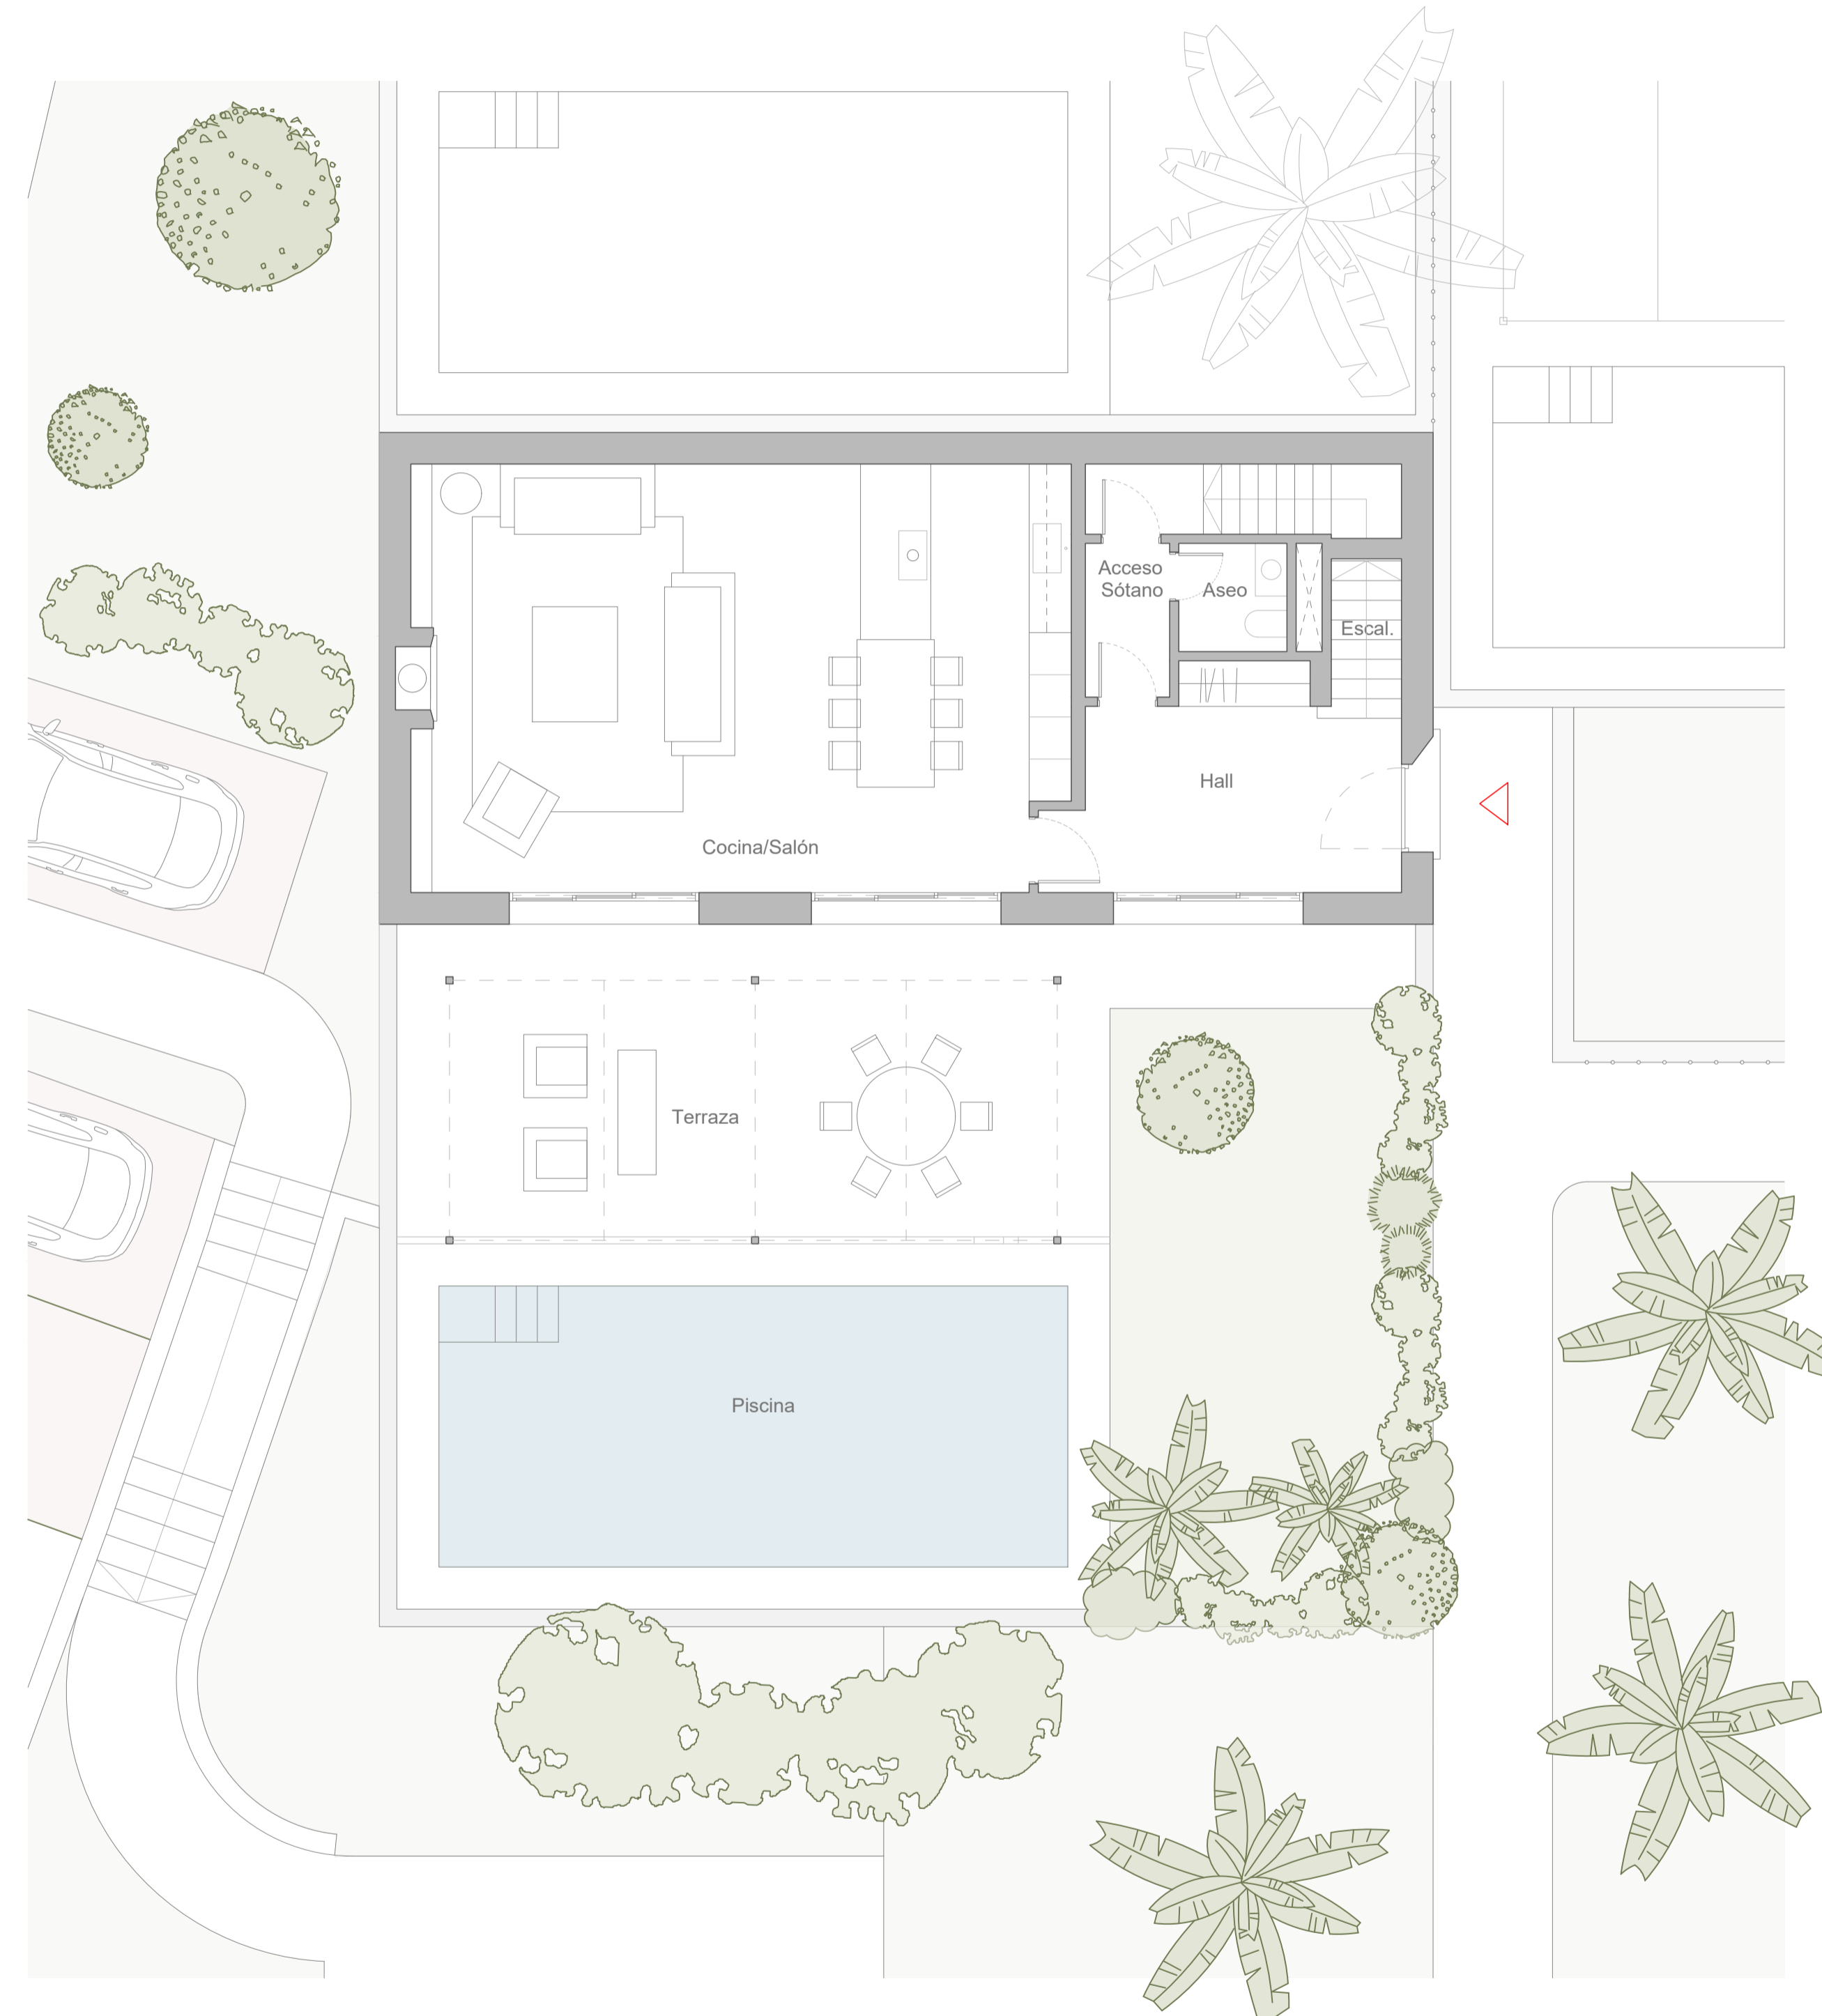 Acceso
Sótano
Aseo
Escal.
Hall
Cocina/Salón
Terraza
Piscina